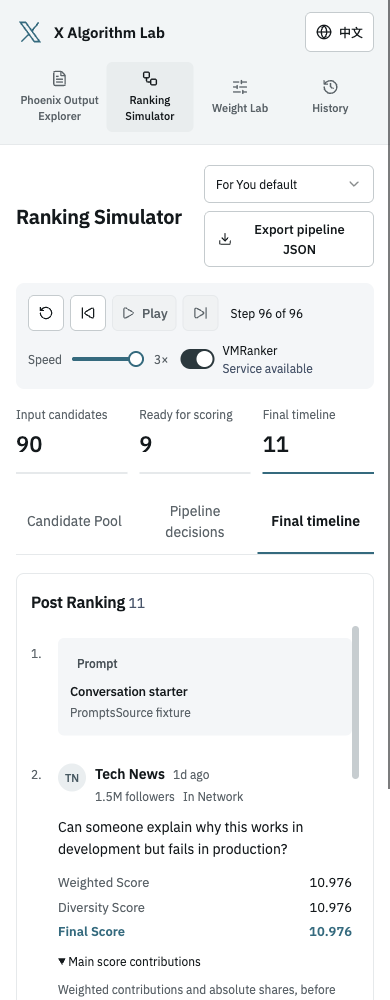 X Algorithm Lab
中文
Phoenix Output
Explorer
Ranking
Simulator
Weight Lab
History
Ranking Simulator
For You default
Export pipeline
JSON
Play
Step 96 of 96
Speed
3×
VMRanker
Service available
Input candidates
90
Ready for scoring
9
Final timeline
11
Candidate Pool
Pipeline
decisions
Final timeline
Post Ranking 11
1.
Prompt
Conversation starter
PromptsSource fixture
2.
TN
Tech News 1d ago
1.5M followers In Network
Can someone explain why this works in
development but fails in production?
Weighted Score 10.976
Diversity Score 10.976
Final Score 10.976
▼ Main score contributions
Weighted contributions and absolute shares, before